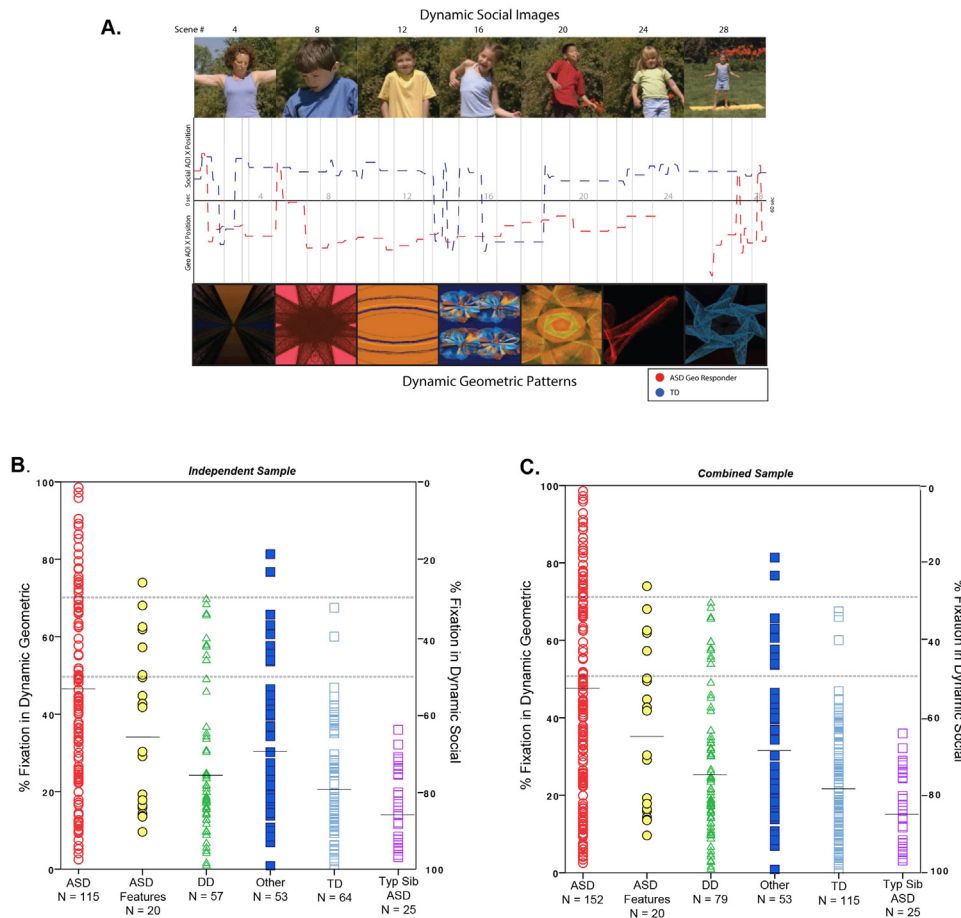 A.
Dynamic Social Images
Scene # 4 8 12 16 20 24 28
Social AOI X Position
Geo AOI X Position
0 sec
4 8 12 16 20 24 28
60 sec
Dynamic Geometric Patterns
ASD Geo Responder
TD
B.
Independent Sample
% Fixation in Dynamic Geometric
100
80
60
40
20
0
% Fixation in Dynamic Social
0
20
40
60
80
100
ASD ASD Features DD Other TD Typ Sib ASD
N = 115 N = 20 N = 57 N = 53 N = 64 N = 25
C.
Combined Sample
% Fixation in Dynamic Geometric
100
80
60
40
20
0
% Fixation in Dynamic Social
0
20
40
60
80
100
ASD ASD Features DD Other TD Typ Sib ASD
N = 152 N = 20 N = 79 N = 53 N = 115 N = 25